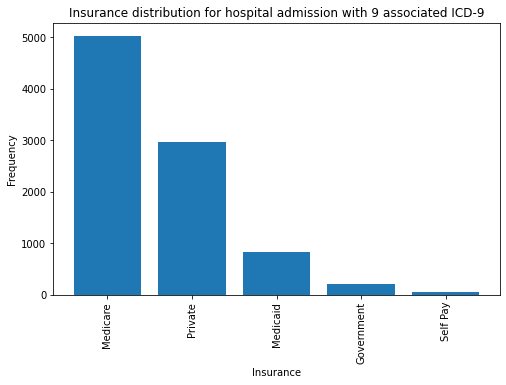 Insurance distribution for hospital admission with 9 associated ICD-9
5000
4000
3000
2000
1000
0
Frequency
Medicare
Private
Medicaid
Government
Self Pay
Insurance